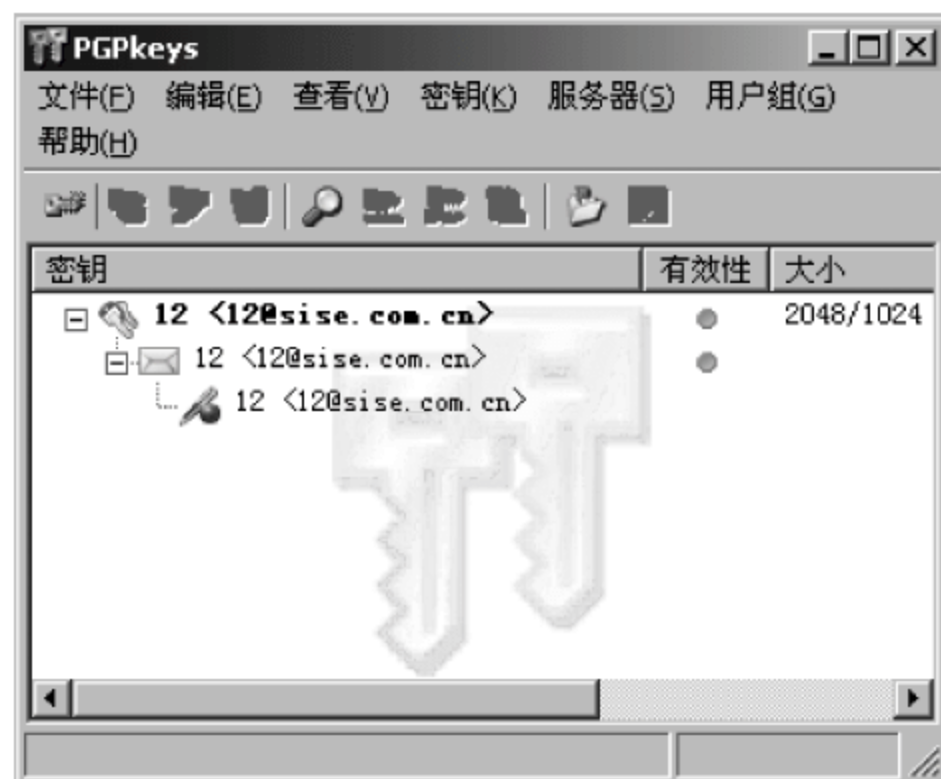 PGPkeys
文件(F) 编辑(E) 查看(V) 密钥(K) 服务器(S) 用户组(G)
帮助(H)
密钥 有效性 大小
12 <12@sise.com.cn> 2048/1024
12 <12@sise.com.cn>
12 <12@sise.com.cn>